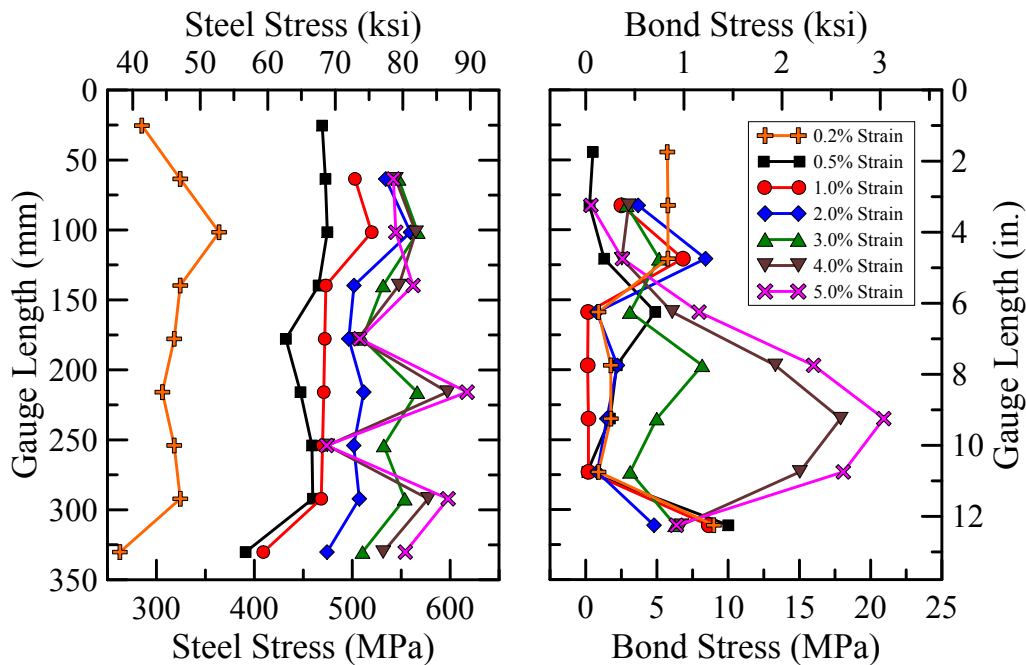 Steel Stress (ksi)
40 50 60 70 80 90
0
50
100
150
200
250
300
350
Gauge Length (mm)
300 400 500 600
Steel Stress (MPa)
Bond Stress (ksi)
0 1 2 3
0
2
4
6
8
10
12
Gauge Length (in.)
0.2% Strain
0.5% Strain
1.0% Strain
2.0% Strain
3.0% Strain
4.0% Strain
5.0% Strain
0 5 10 15 20 25
Bond Stress (MPa)